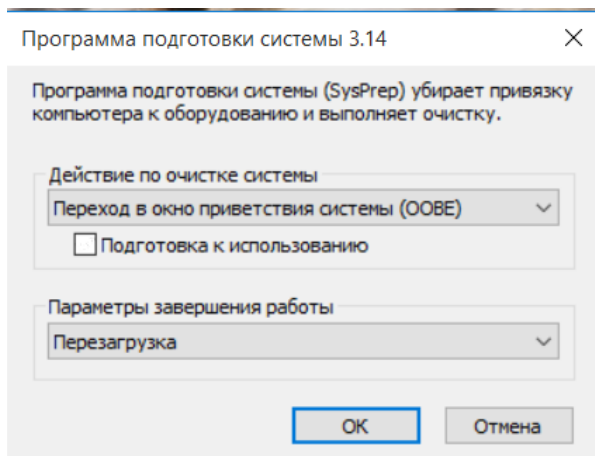 Программа подготовки системы 3.14
Программа подготовки системы (SysPrep) убирает привязку
компьютера к оборудованию и выполняет очистку.
Действие по очистке системы
Переход в окно приветствия системы (OOBE)
Подготовка к использованию
Параметры завершения работы
Перезагрузка
ОК
Отмена